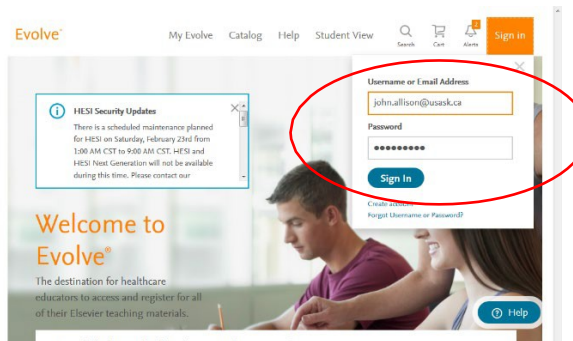 Evolve™
My Evolve Catalog Help Student View Search Cart Alerts 1 Sign in
HESI Security Updates
There is a scheduled maintenance planned
for HESI on Saturday, February 23rd from
1:00 AM CST to 9:00 AM CST. HESI and
HESI Next Generation will not be available
during this time. Please contact our
Username or Email Address
john.allison@usask.ca
Password
Sign In
Create account
Forgot Username or Password?
Welcome to
Evolve®
The destination for healthcare
educators to access and register for all
of their Elsevier teaching materials.
Help